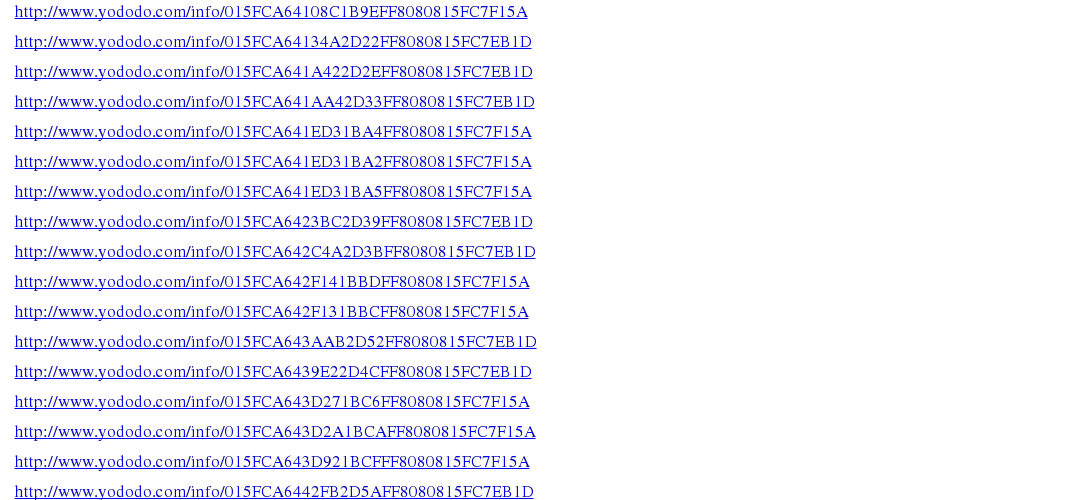 http://www.yododo.com/info/015FCA64108C1B9EFF8080815FC7F15A
http://www.yododo.com/info/015FCA64134A2D22FF8080815FC7EB1D
http://www.yododo.com/info/015FCA641A422D2EFF8080815FC7EB1D
http://www.yododo.com/info/015FCA641AA42D33FF8080815FC7EB1D
http://www.yododo.com/info/015FCA641ED31BA4FF8080815FC7F15A
http://www.yododo.com/info/015FCA641ED31BA2FF8080815FC7F15A
http://www.yododo.com/info/015FCA641ED31BA5FF8080815FC7F15A
http://www.yododo.com/info/015FCA6423BC2D39FF8080815FC7EB1D
http://www.yododo.com/info/015FCA642C4A2D3BFF8080815FC7EB1D
http://www.yododo.com/info/015FCA642F141BBDFF8080815FC7F15A
http://www.yododo.com/info/015FCA642F131BBCFF8080815FC7F15A
http://www.yododo.com/info/015FCA643AAB2D52FF8080815FC7EB1D
http://www.yododo.com/info/015FCA6439E22D4CFF8080815FC7EB1D
http://www.yododo.com/info/015FCA643D271BC6FF8080815FC7F15A
http://www.yododo.com/info/015FCA643D2A1BCAFF8080815FC7F15A
http://www.yododo.com/info/015FCA643D921BCFFF8080815FC7F15A
http://www.yododo.com/info/015FCA6442FB2D5AFF8080815FC7EB1D